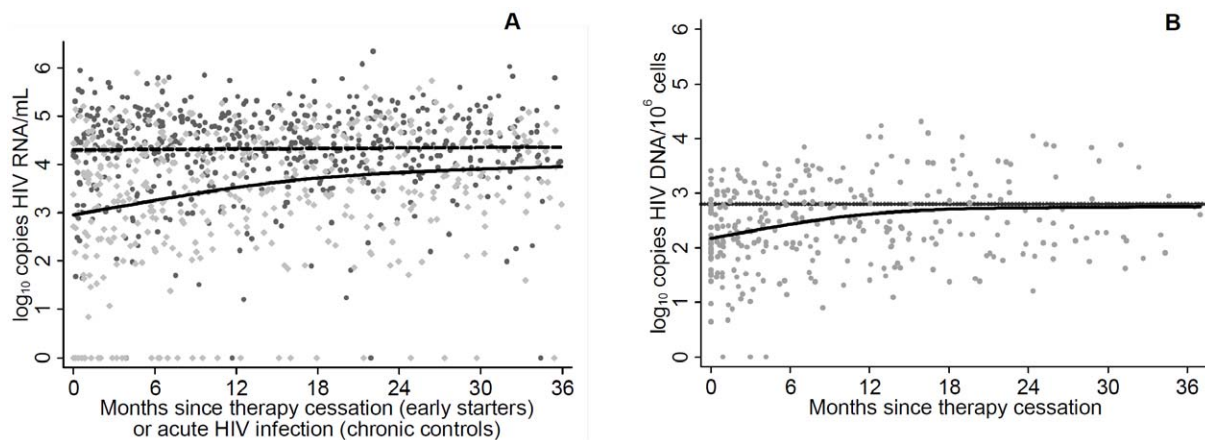 A
log₁₀ copies HIV RNA/mL
6
5
4
3
2
1
0
0 6 12 18 24 30 36
Months since therapy cessation (early starters)
or acute HIV infection (chronic controls)
B
log₁₀ copies HIV DNA/10⁶ cells
6
5
4
3
2
1
0
0 6 12 18 24 30 36
Months since therapy cessation